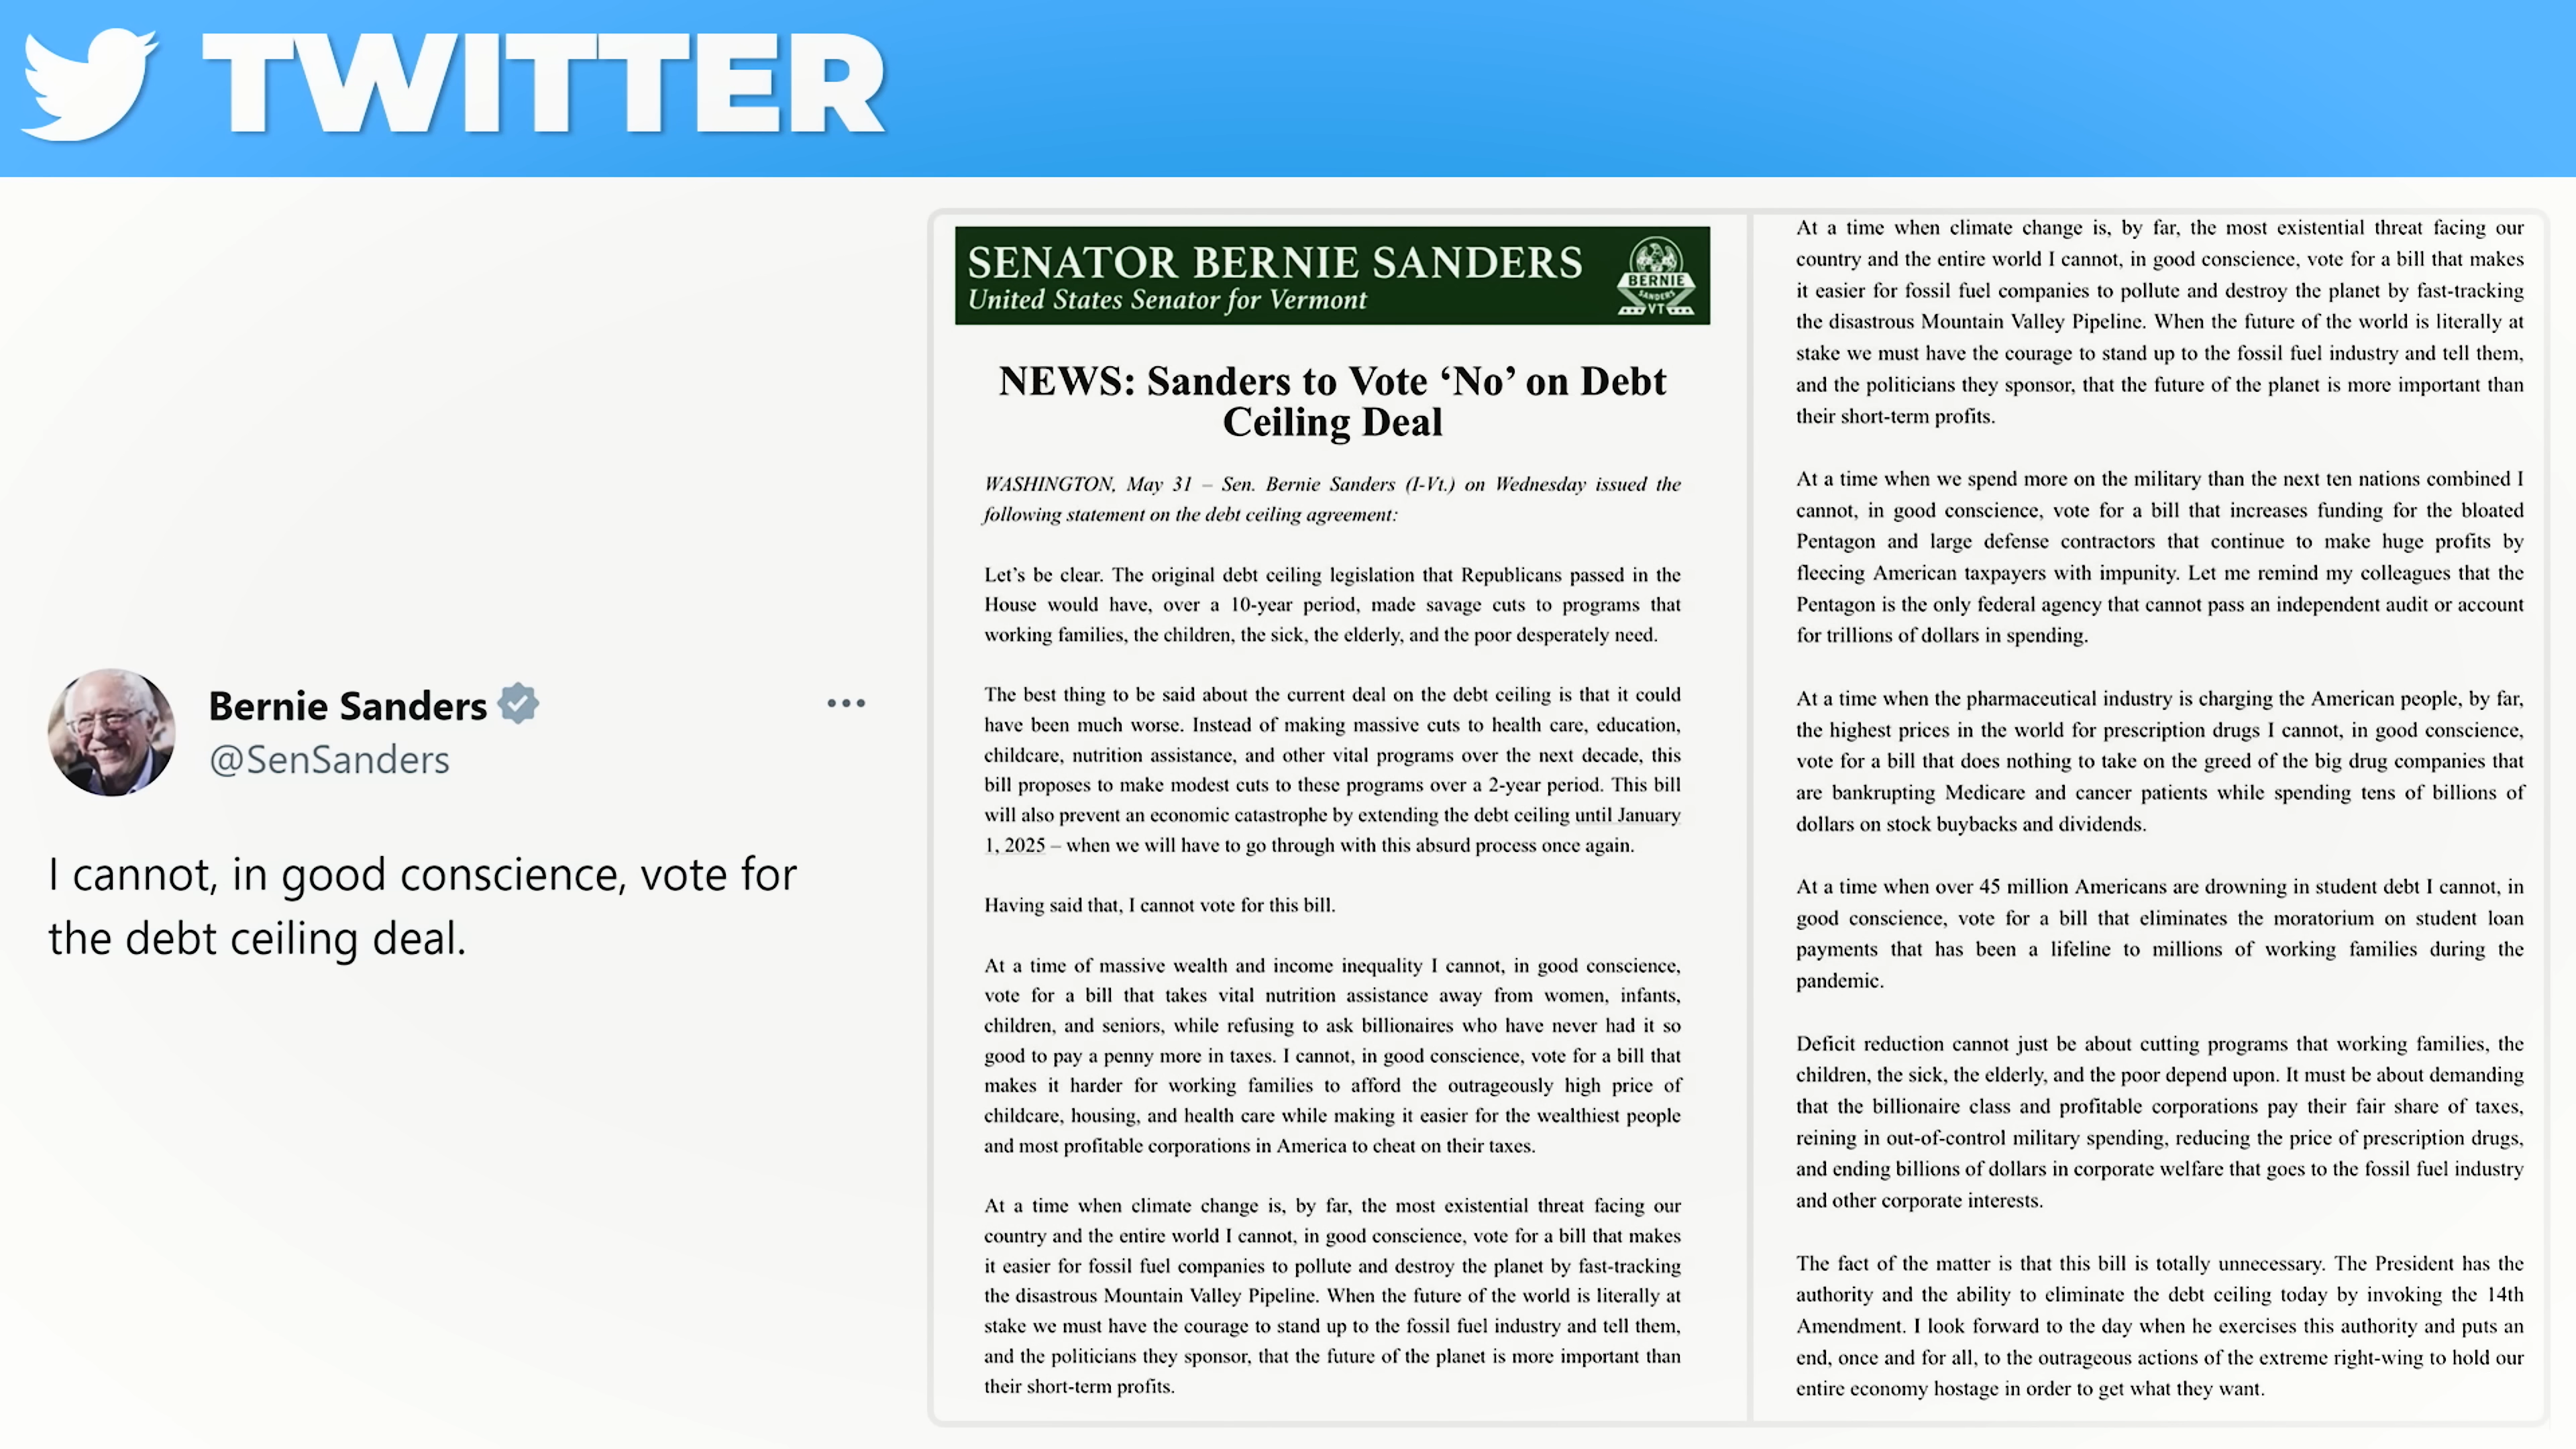 TWITTER
Bernie Sanders
@SenSanders
I cannot, in good conscience, vote for
the debt ceiling deal.
SENATOR BERNIE SANDERS
United States Senator for Vermont
BERNIE
SANDERS
VT
NEWS: Sanders to Vote ‘No’ on Debt
Ceiling Deal
WASHINGTON, May 31 – Sen. Bernie Sanders (I-Vt.) on Wednesday issued the
following statement on the debt ceiling agreement:
Let’s be clear. The original debt ceiling legislation that Republicans passed in the
House would have, over a 10-year period, made savage cuts to programs that
working families, the children, the sick, the elderly, and the poor desperately need.
The best thing to be said about the current deal on the debt ceiling is that it could
have been much worse. Instead of making massive cuts to health care, education,
childcare, nutrition assistance, and other vital programs over the next decade, this
bill proposes to make modest cuts to these programs over a 2-year period. This bill
will also prevent an economic catastrophe by extending the debt ceiling until January
1, 2025 – when we will have to go through with this absurd process once again.
Having said that, I cannot vote for this bill.
At a time of massive wealth and income inequality I cannot, in good conscience,
vote for a bill that takes vital nutrition assistance away from women, infants,
children, and seniors, while refusing to ask billionaires who have never had it so
good to pay a penny more in taxes. I cannot, in good conscience, vote for a bill that
makes it harder for working families to afford the outrageously high price of
childcare, housing, and health care while making it easier for the wealthiest people
and most profitable corporations in America to cheat on their taxes.
At a time when climate change is, by far, the most existential threat facing our
country and the entire world I cannot, in good conscience, vote for a bill that makes
it easier for fossil fuel companies to pollute and destroy the planet by fast-tracking
the disastrous Mountain Valley Pipeline. When the future of the world is literally at
stake we must have the courage to stand up to the fossil fuel industry and tell them,
and the politicians they sponsor, that the future of the planet is more important than
their short-term profits.
At a time when climate change is, by far, the most existential threat facing our
country and the entire world I cannot, in good conscience, vote for a bill that makes
it easier for fossil fuel companies to pollute and destroy the planet by fast-tracking
the disastrous Mountain Valley Pipeline. When the future of the world is literally at
stake we must have the courage to stand up to the fossil fuel industry and tell them,
and the politicians they sponsor, that the future of the planet is more important than
their short-term profits.
At a time when we spend more on the military than the next ten nations combined I
cannot, in good conscience, vote for a bill that increases funding for the bloated
Pentagon and large defense contractors that continue to make huge profits by
fleecing American taxpayers with impunity. Let me remind my colleagues that the
Pentagon is the only federal agency that cannot pass an independent audit or account
for trillions of dollars in spending.
At a time when the pharmaceutical industry is charging the American people, by far,
the highest prices in the world for prescription drugs I cannot, in good conscience,
vote for a bill that does nothing to take on the greed of the big drug companies that
are bankrupting Medicare and cancer patients while spending tens of billions of
dollars on stock buybacks and dividends.
At a time when over 45 million Americans are drowning in student debt I cannot, in
good conscience, vote for a bill that eliminates the moratorium on student loan
payments that has been a lifeline to millions of working families during the
pandemic.
Deficit reduction cannot just be about cutting programs that working families, the
children, the sick, the elderly, and the poor depend upon. It must be about demanding
that the billionaire class and profitable corporations pay their fair share of taxes,
reining in out-of-control military spending, reducing the price of prescription drugs,
and ending billions of dollars in corporate welfare that goes to the fossil fuel industry
and other corporate interests.
The fact of the matter is that this bill is totally unnecessary. The President has the
authority and the ability to eliminate the debt ceiling today by invoking the 14th
Amendment. I look forward to the day when he exercises this authority and puts an
end, once and for all, to the outrageous actions of the extreme right-wing to hold our
entire economy hostage in order to get what they want.